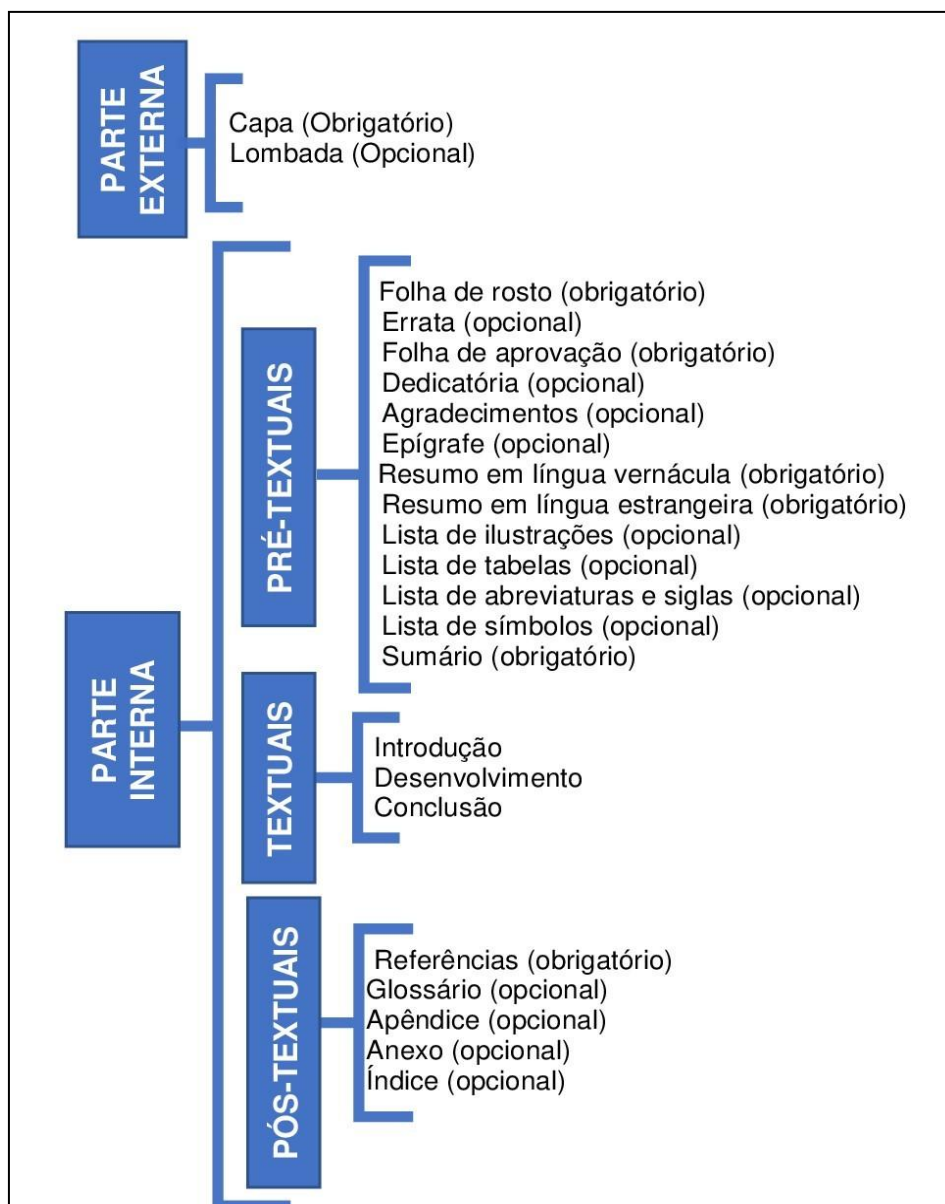 PARTE
EXTERNA
Capa (Obrigatório)
Lombada (Opcional)
PARTE
INTERNA
PRÉ-TEXTUAIS
Folha de rosto (obrigatório)
Errata (opcional)
Folha de aprovação (obrigatório)
Dedicatória (opcional)
Agradecimentos (opcional)
Epígrafe (opcional)
Resumo em língua vernácula (obrigatório)
Resumo em língua estrangeira (obrigatório)
Lista de ilustrações (opcional)
Lista de tabelas (opcional)
Lista de abreviaturas e siglas (opcional)
Lista de símbolos (opcional)
Sumário (obrigatório)
TEXTUAIS
Introdução
Desenvolvimento
Conclusão
PÓS-TEXTUAIS
Referências (obrigatório)
Glossário (opcional)
Apêndice (opcional)
Anexo (opcional)
Índice (opcional)